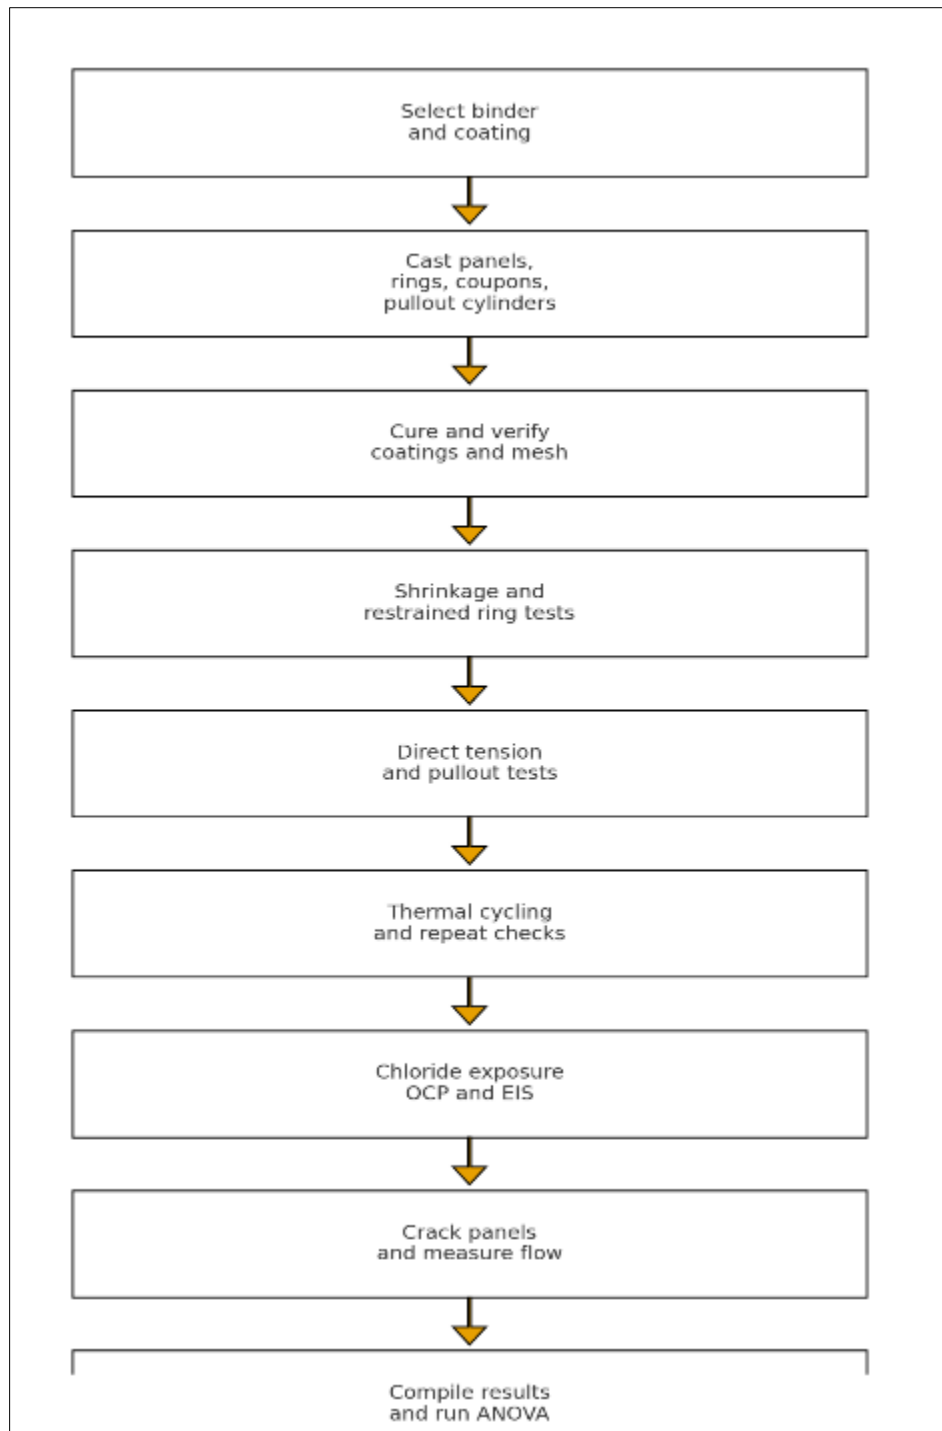 Select binder
and coating
Cast panels,
rings, coupons,
pullout cylinders
Cure and verify
coatings and mesh
Shrinkage and
restrained ring tests
Direct tension
and pullout tests
Thermal cycling
and repeat checks
Chloride exposure
OCP and EIS
Crack panels
and measure flow
Compile results
and run ANOVA